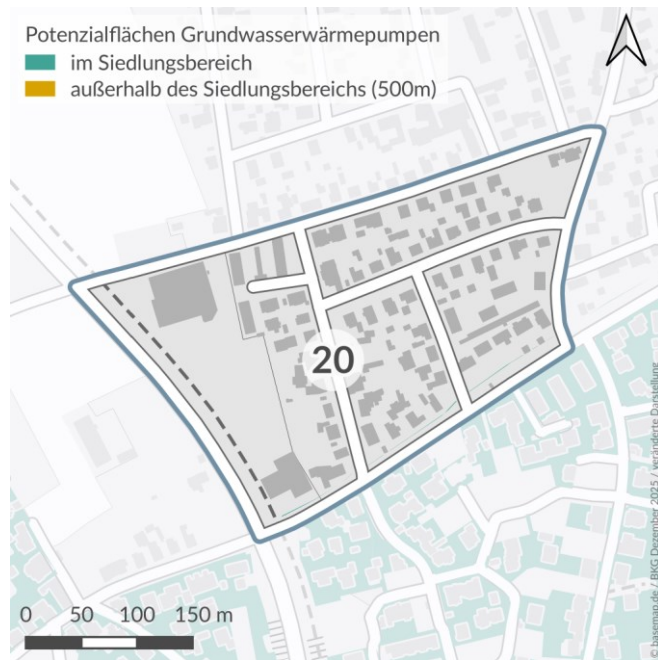 Potenzialflächen Grundwasserwärmepumpen
im Siedlungsbereich
außerhalb des Siedlungsbereichs (500m)
20
0 50 100 150 m
© basemap.de / BKG Dezember 2025 / veränderte Darstellung